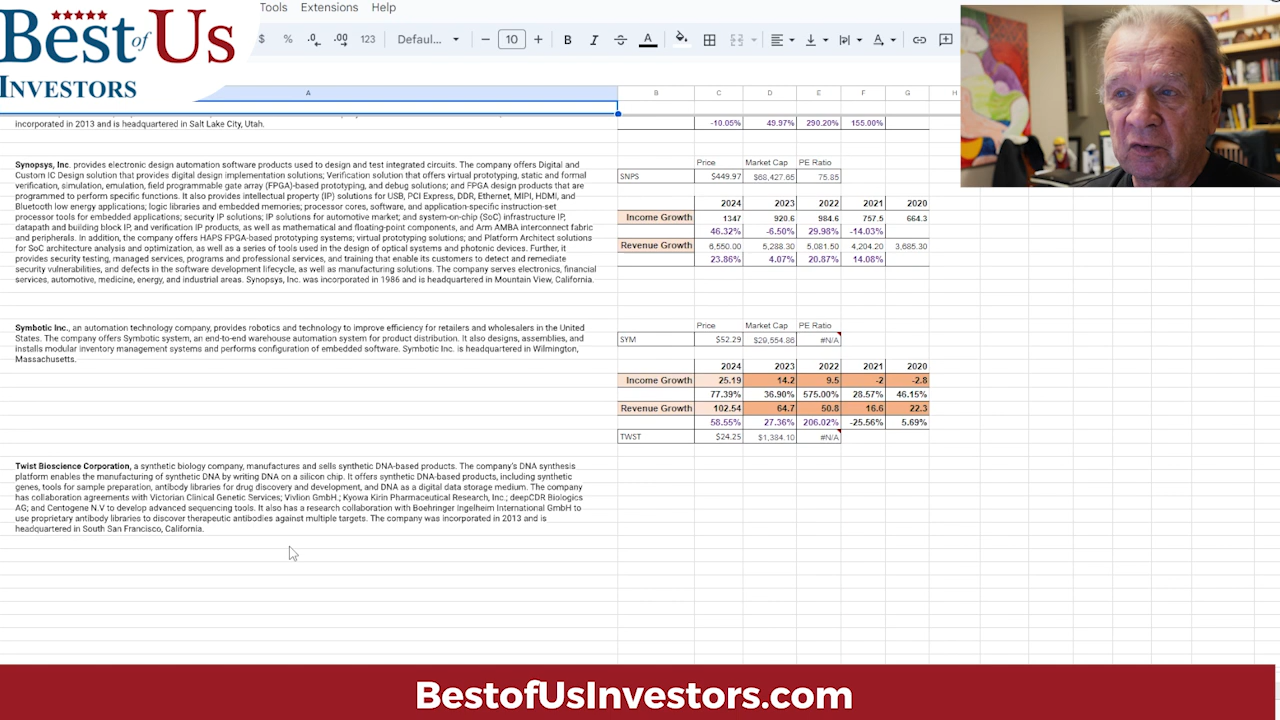 Best of Us
INVESTORS
Tools Extensions Help
$ % .0 .00 123 Defaul... − 10 + B I S A
A B C D E F G H
incorporated in 2013 and is headquartered in Salt Lake City, Utah.
-10.05% 49.97% 290.20% 155.00%
Synopsys, Inc. provides electronic design automation software products used to design and test integrated circuits. The company offers Digital and
Custom IC Design solution that provides digital design implementation solutions; Verification solution that offers virtual prototyping, static and formal
verification, simulation, emulation, field programmable gate array (FPGA)-based prototyping, and debug solutions; and FPGA design products that are
programmed to perform specific functions. It also provides intellectual property (IP) solutions for USB, PCI Express, DDR, Ethernet, MIPI, HDMI, and
Bluetooth low energy applications; logic libraries and embedded memories; processor cores, software, and application-specific instruction-set
processor tools for embedded applications; security IP solutions; IP solutions for automotive market; and system-on-chip (SoC) infrastructure IP,
datapath and building block IP, and verification IP products, as well as mathematical and floating-point components, and Arm AMBA interconnect fabric
and peripherals. In addition, the company offers HAPS FPGA-based prototyping systems; virtual prototyping solutions; and Platform Architect solutions
for SoC architecture analysis and optimization, as well as a series of tools used in the design of optical systems and photonic devices. Further, it
provides security testing, managed services, programs and professional services, and training that enable its customers to detect and remediate
security vulnerabilities, and defects in the software development lifecycle, as well as manufacturing solutions. The company serves electronics, financial
services, automotive, medicine, energy, and industrial areas. Synopsys, Inc. was incorporated in 1986 and is headquartered in Mountain View, California.
Price Market Cap PE Ratio
SNPS $449.97 $68,427.65 75.85
2024 2023 2022 2021 2020
Income Growth 1347 920.6 984.6 757.5 664.3
46.32% -6.50% 29.98% -14.03%
Revenue Growth 6,550.00 5,288.30 5,081.50 4,204.20 3,685.30
23.86% 4.07% 20.87% 14.08%
Symbotic Inc., an automation technology company, provides robotics and technology to improve efficiency for retailers and wholesalers in the United
States. The company offers Symbotic system, an end-to-end warehouse automation system for product distribution. It also designs, assembles, and
installs modular inventory management systems and performs configuration of embedded software. Symbotic Inc. is headquartered in Wilmington,
Massachusetts.
Price Market Cap PE Ratio
SYM $52.29 $29,554.86 #N/A
2024 2023 2022 2021 2020
Income Growth 25.19 14.2 9.5 -2 -2.8
77.39% 36.90% 575.00% 28.57% 46.15%
Revenue Growth 102.54 64.7 50.8 16.6 22.3
58.55% 27.36% 206.02% -25.56% 5.69%
TWST $24.25 $1,384.10 #N/A
Twist Bioscience Corporation, a synthetic biology company, manufactures and sells synthetic DNA-based products. The company's DNA synthesis
platform enables the manufacturing of synthetic DNA by writing DNA on a silicon chip. It offers synthetic DNA-based products, including synthetic
genes, tools for sample preparation, antibody libraries for drug discovery and development, and DNA as a digital data storage medium. The company
has collaboration agreements with Victorian Clinical Genetic Services; Vivlion GmbH.; Kyowa Kirin Pharmaceutical Research, Inc.; deepCDR Biologics
AG; and Centogene N.V to develop advanced sequencing tools. It also has a research collaboration with Boehringer Ingelheim International GmbH to
use proprietary antibody libraries to discover therapeutic antibodies against multiple targets. The company was incorporated in 2013 and is
headquartered in South San Francisco, California.
BestofUsInvestors.com